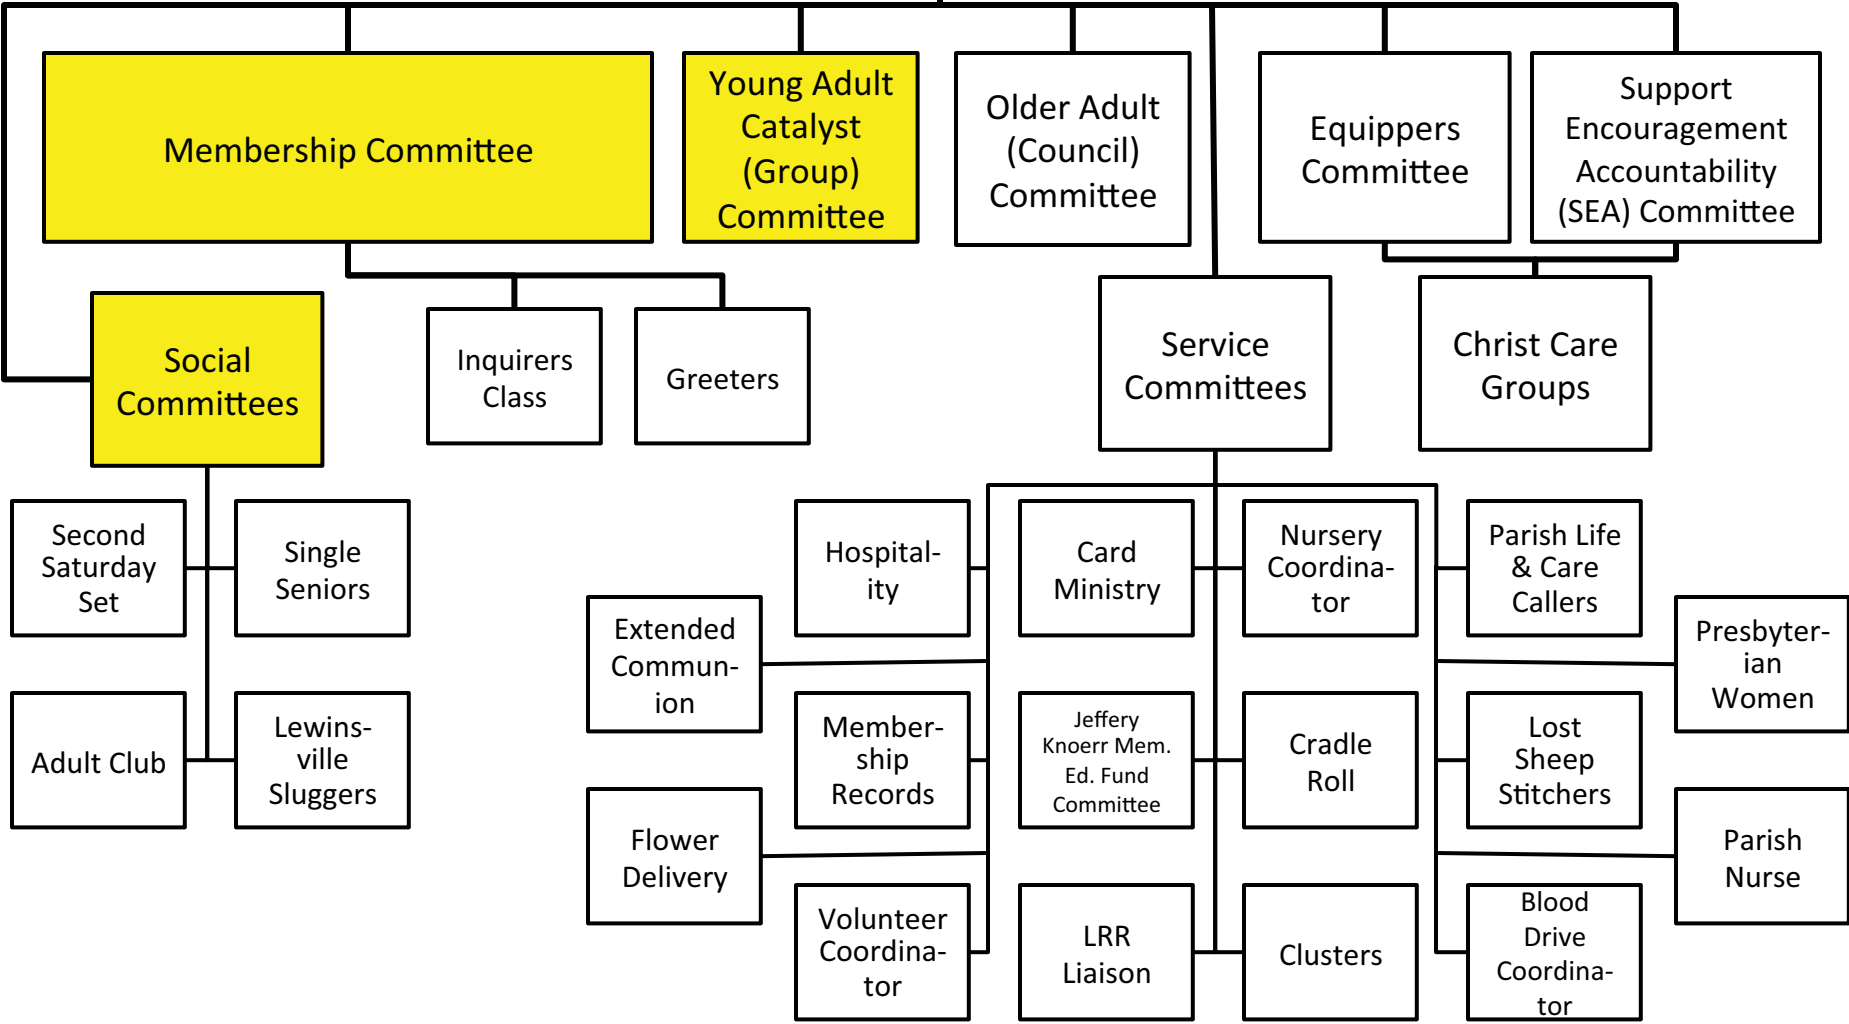 Membership Committee
Young Adult
Catalyst
(Group)
Committee
Older Adult
(Council)
Committee
Equippers
Committee
Support
Encouragement
Accountability
(SEA) Committee
Social
Committees
Inquirers
Class
Greeters
Service
Committees
Christ Care
Groups
Second
Saturday
Set
Single
Seniors
Adult Club
Lewins-
ville
Sluggers
Hospital-
ity
Card
Ministry
Nursery
Coordina-
tor
Parish Life
& Care
Callers
Extended
Commun-
ion
Presbyter-
ian
Women
Member-
ship
Records
Jeffery
Knoerr Mem.
Ed. Fund
Committee
Cradle
Roll
Lost
Sheep
Stitchers
Flower
Delivery
Parish
Nurse
Volunteer
Coordina-
tor
LRR
Liaison
Clusters
Blood
Drive
Coordina-
tor